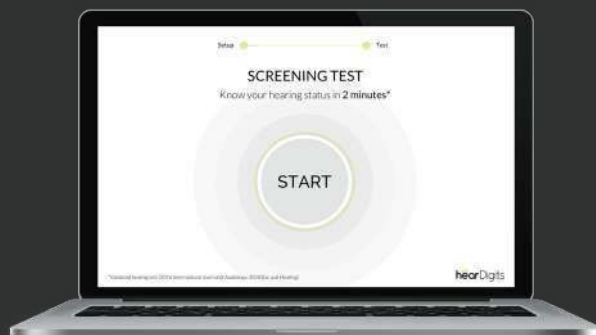 Setup Test
SCREENING TEST
Know your hearing status in 2 minutes*
START
hearDigits